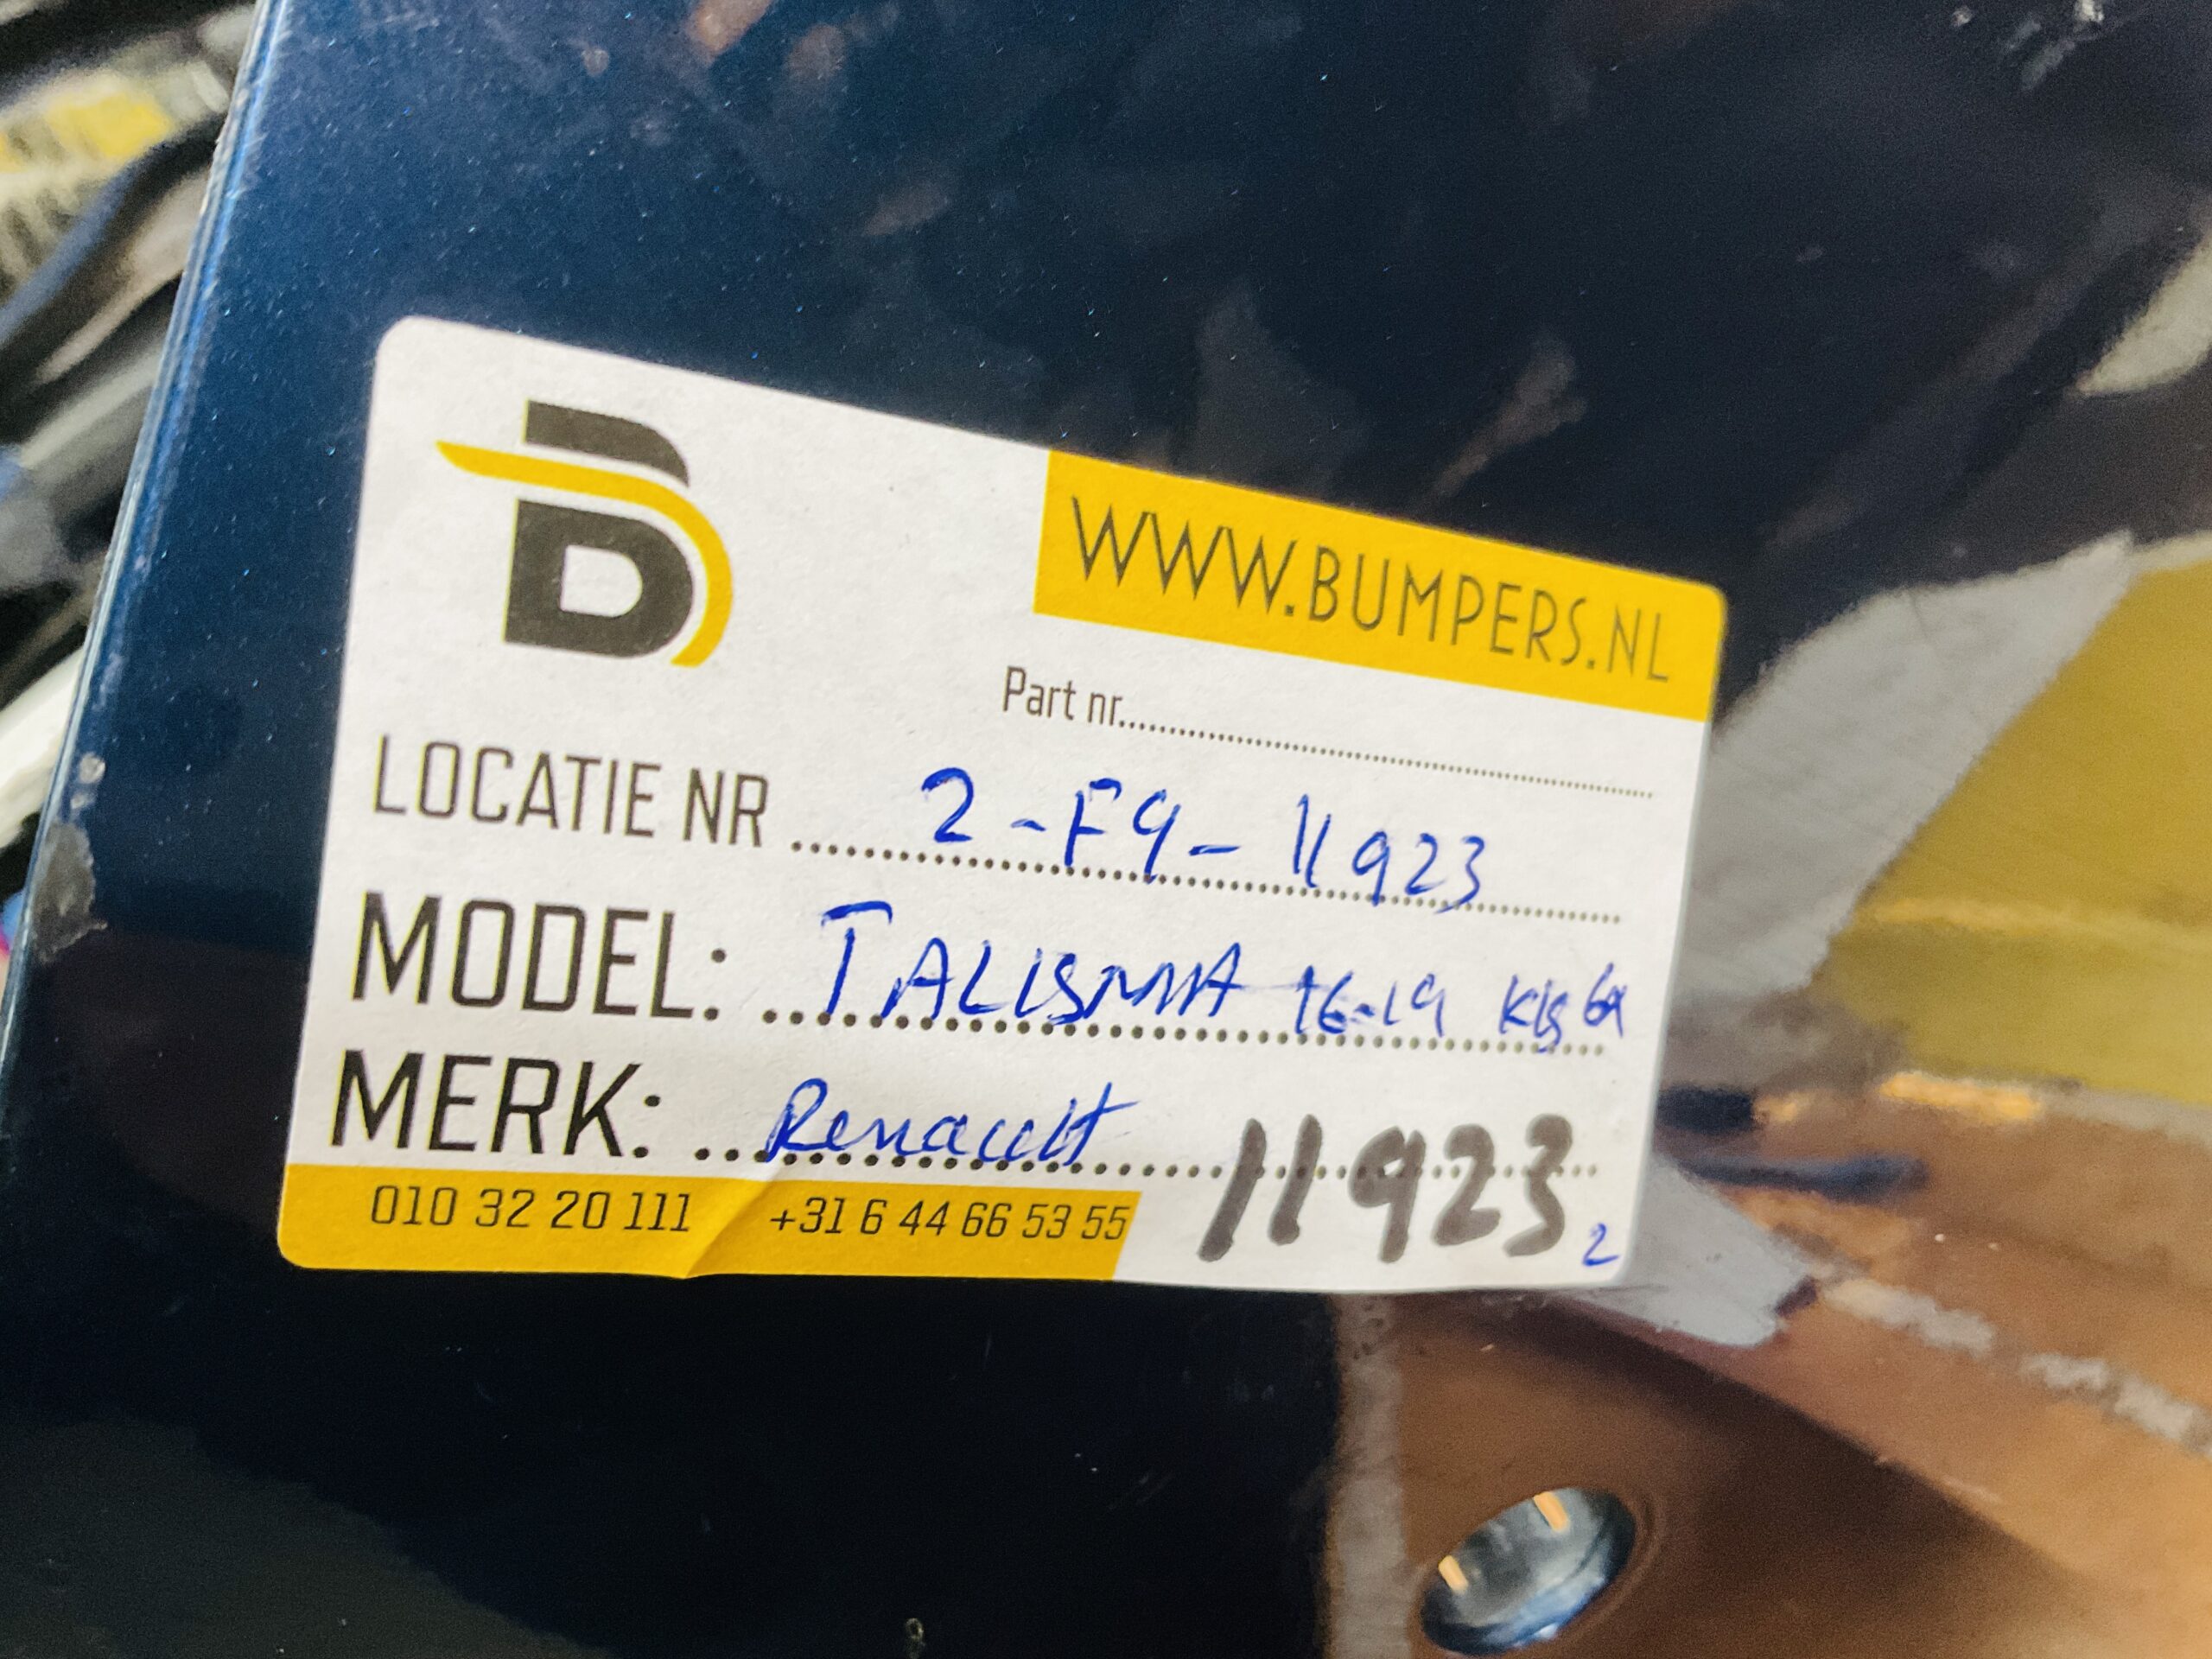 B
WWW.BUMPERS.NL
Part nr.
LOCATIE NR 2-F9-11923
MODEL: TALISMA 16-19
MERK: Renault
11923
2
010 32 20 111 +31 6 44 66 53 55